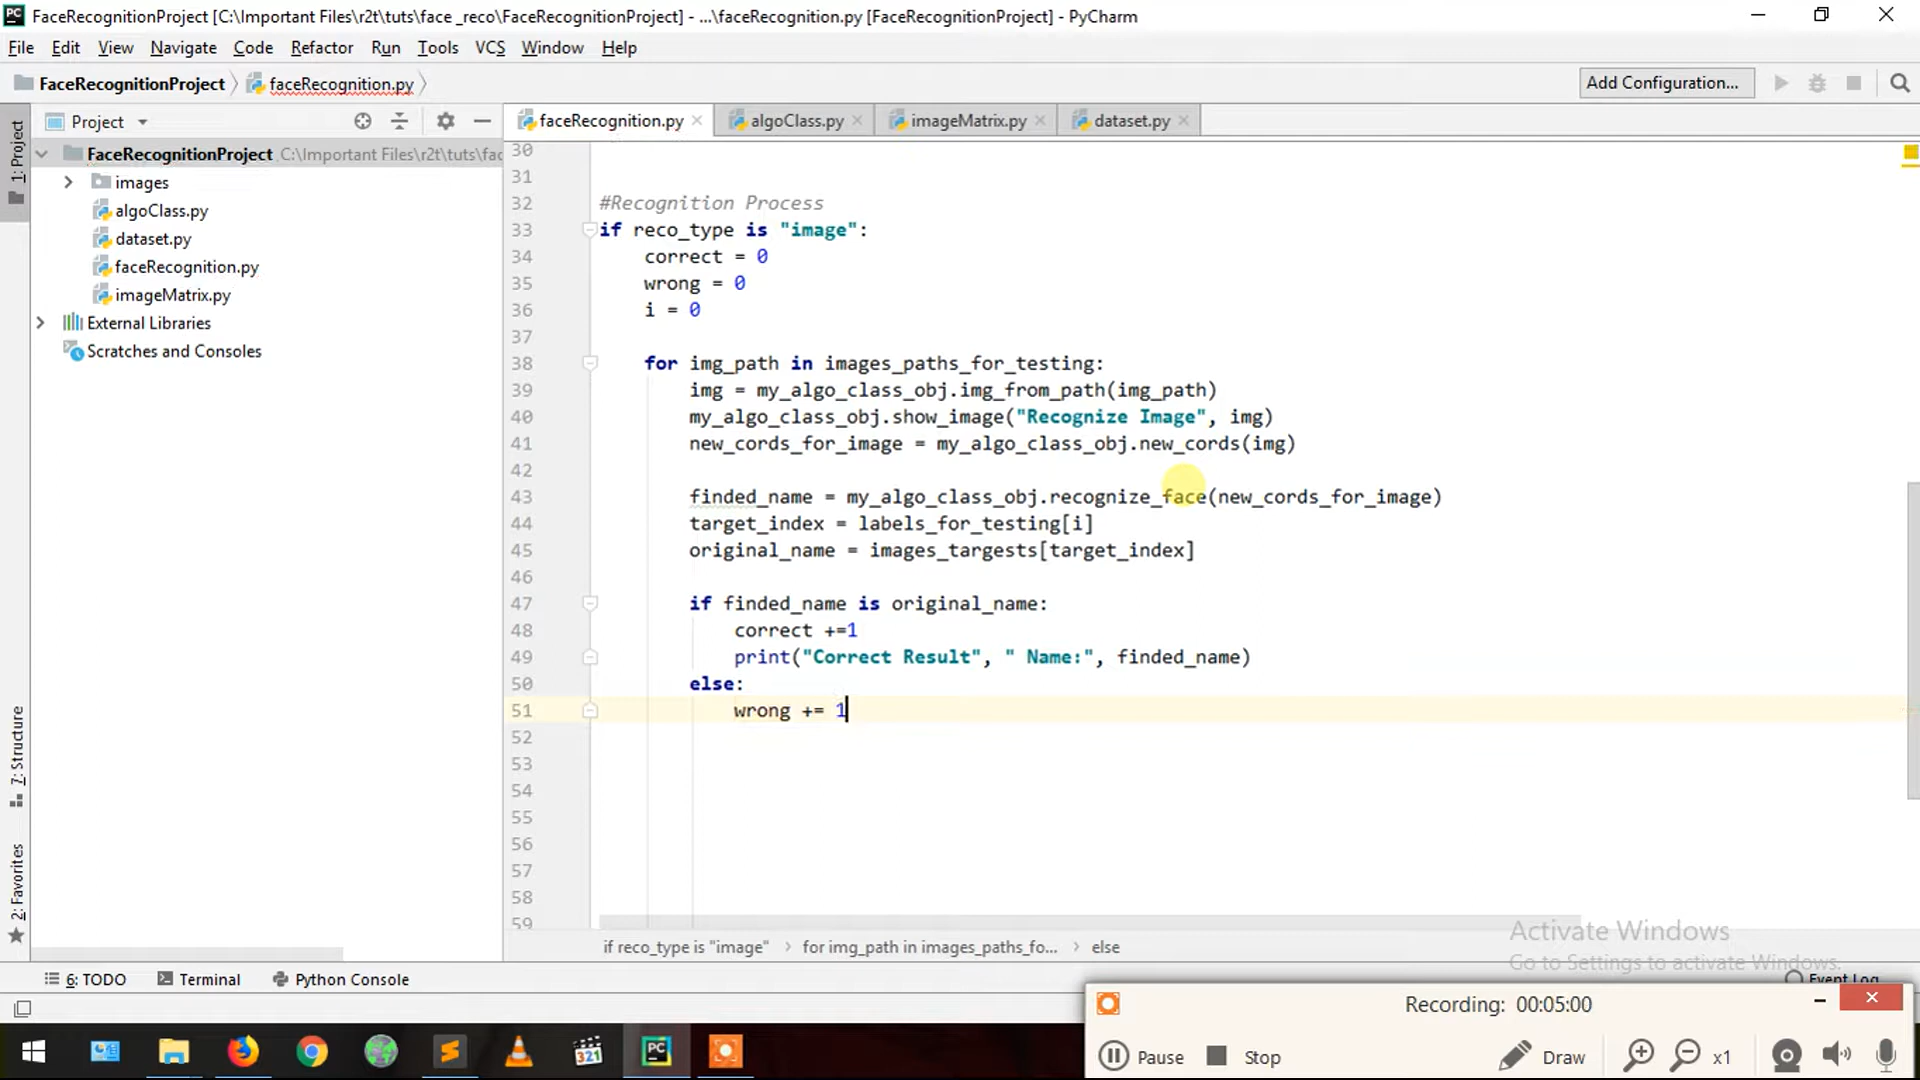 PC FaceRecognitionProject [C:\Important Files\r2t\tuts\face _reco\FaceRecognitionProject] - ...\faceRecognition.py [FaceRecognitionProject] - PyCharm
File Edit View Navigate Code Refactor Run Tools VCS Window Help
FaceRecognitionProject faceRecognition.py Add Configuration...
1: Project
Project
FaceRecognitionProject C:\Important Files\r2t\tuts\fac
images
algoClass.py
dataset.py
faceRecognition.py
imageMatrix.py
External Libraries
Scratches and Consoles
7: Structure
2: Favorites
faceRecognition.py algoClass.py imageMatrix.py dataset.py
30
31
32 #Recognition Process
33 if reco_type is "image":
34 correct = 0
35 wrong = 0
36 i = 0
37
38 for img_path in images_paths_for_testing:
39 img = my_algo_class_obj.img_from_path(img_path)
40 my_algo_class_obj.show_image("Recognize Image", img)
41 new_cords_for_image = my_algo_class_obj.new_cords(img)
42
43 finded_name = my_algo_class_obj.recognize_face(new_cords_for_image)
44 target_index = labels_for_testing[i]
45 original_name = images_targests[target_index]
46
47 if finded_name is original_name:
48 correct +=1
49 print("Correct Result", " Name:", finded_name)
50 else:
51 wrong += 1
52
53
54
55
56
57
58
59
if reco_type is "image" › for img_path in images_paths_fo... › else
Activate Windows
Go to Settings to activate Windows.
6: TODO Terminal Python Console Event Log
Recording: 00:05:00
Pause Stop Draw x1
321
PC